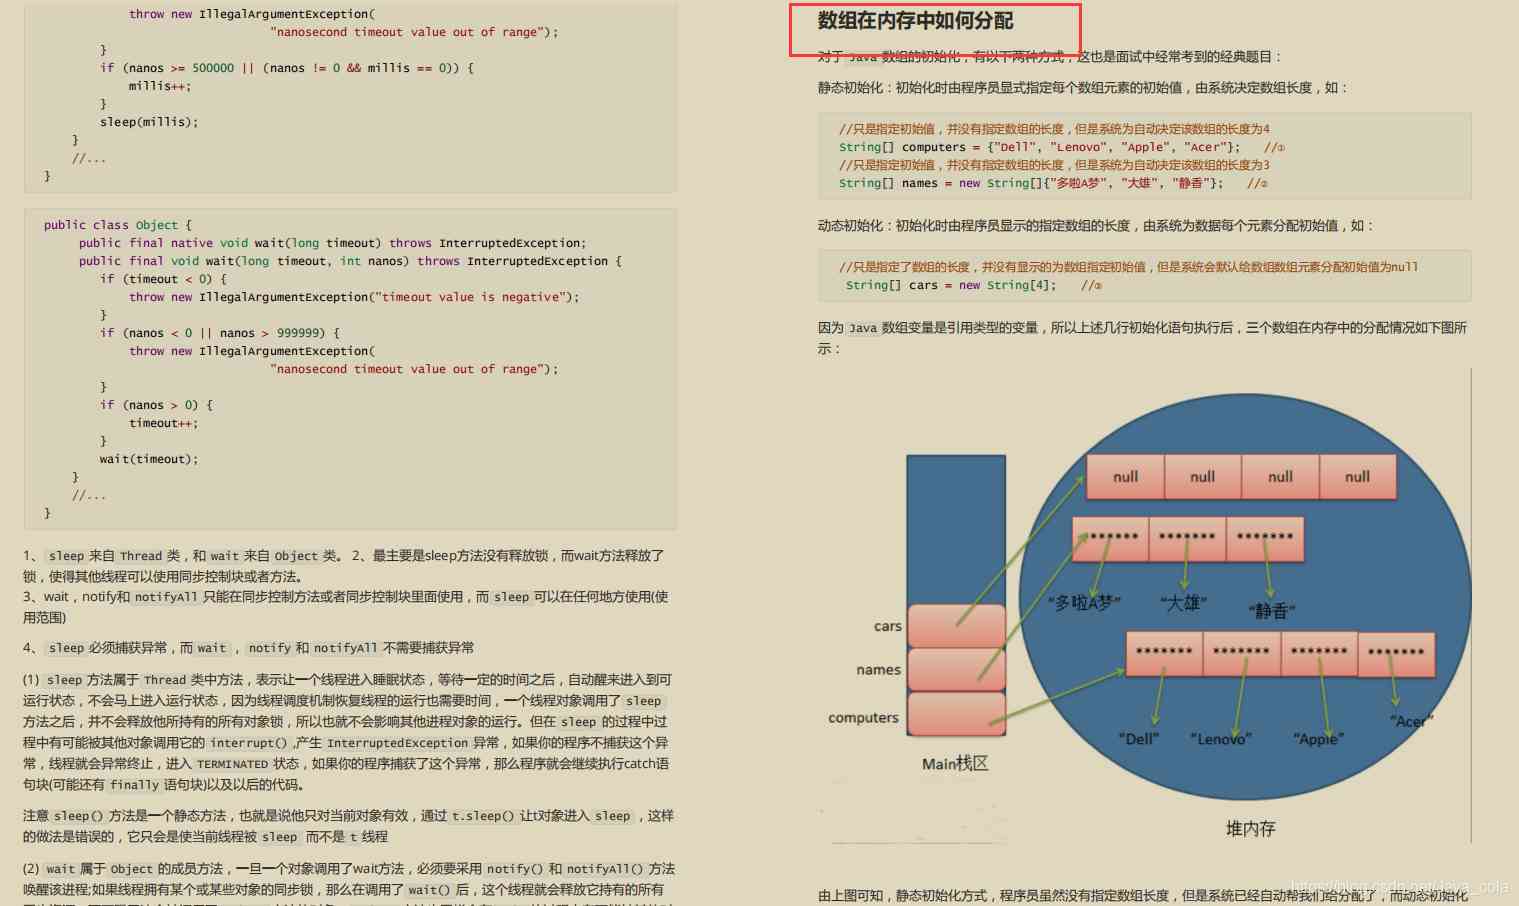 throw new IllegalArgumentException(
"nanosecond timeout value out of range");
}
if (nanos >= 500000 || (nanos != 0 && millis == 0)) {
millis++;
}
sleep(millis);
}
//...
}
public class Object {
public final native void wait(long timeout) throws InterruptedException;
public final void wait(long timeout, int nanos) throws InterruptedException {
if (timeout < 0) {
throw new IllegalArgumentException("timeout value is negative");
}
if (nanos < 0 || nanos > 999999) {
throw new IllegalArgumentException(
"nanosecond timeout value out of range");
}
if (nanos > 0) {
timeout++;
}
wait(timeout);
}
//...
}
1、 sleep 来自 Thread 类，和 wait 来自 Object 类。 2、最主要是sleep方法没有释放锁，而wait方法释放了
锁，使得其他线程可以使用同步控制块或者方法。
3、wait，notify和 notifyAll 只能在同步控制方法或者同步控制块里面使用，而 sleep 可以在任何地方使用(使
用范围)
4、 sleep 必须捕获异常，而 wait ， notify 和 notifyAll 不需要捕获异常
(1) sleep 方法属于 Thread 类中方法，表示让一个线程进入睡眠状态，等待一定的时间之后，自动醒来进入到可
运行状态，不会马上进入运行状态，因为线程调度机制恢复线程的运行也需要时间，一个线程对象调用了 sleep
方法之后，并不会释放他所持有的所有对象锁，所以也就不会影响其他进程对象的运行。但在 sleep 的过程中过
程中有可能被其他对象调用它的 interrupt() ,产生 InterruptedException 异常，如果你的程序不捕获这个异
常，线程就会异常终止，进入 TERMINATED 状态，如果你的程序捕获了这个异常，那么程序就会继续执行catch语
句块(可能还有 finally 语句块)以及以后的代码。
注意 sleep() 方法是一个静态方法，也就是说他只对当前对象有效，通过 t.sleep() 让t对象进入 sleep ，这样
的做法是错误的，它只会是使当前线程被 sleep 而不是 t 线程
(2) wait 属于 Object 的成员方法，一旦一个对象调用了wait方法，必须要采用 notify() 和 notifyAll() 方法
唤醒该进程;如果线程拥有某个或某些对象的同步锁，那么在调用了 wait() 后，这个线程就会释放它持有的所有
数组在内存中如何分配
对于 Java 数组的初始化，有以下两种方式，这也是面试中经常考到的经典题目：
静态初始化：初始化时由程序员显式指定每个数组元素的初始值，由系统决定数组长度，如：
//只是指定初始值，并没有指定数组的长度，但是系统为自动决定该数组的长度为4
String[] computers = {"Dell", "Lenovo", "Apple", "Acer"}; //①
//只是指定初始值，并没有指定数组的长度，但是系统为自动决定该数组的长度为3
String[] names = new String[]{"多啦A梦", "大雄", "静香"}; //②
动态初始化：初始化时由程序员显示的指定数组的长度，由系统为数据每个元素分配初始值，如：
//只是指定了数组的长度，并没有显示的为数组指定初始值，但是系统会默认给数组数组元素分配初始值为null
String[] cars = new String[4]; //③
因为 Java 数组变量是引用类型的变量，所以上述几行初始化语句执行后，三个数组在内存中的分配情况如下图所
示：
null null null null
******* ******* *******
"多啦A梦" "大雄" "静香"
cars
names
computers
******* ******* ******* *******
"Dell" "Lenovo" "Apple" "Acer"
Main栈区
堆内存
由上图可知，静态初始化方式，程序员虽然没有指定数组长度，但是系统已经自动帮我们给分配了，而动态初始化
https://blog.csdn.net/Java_cola